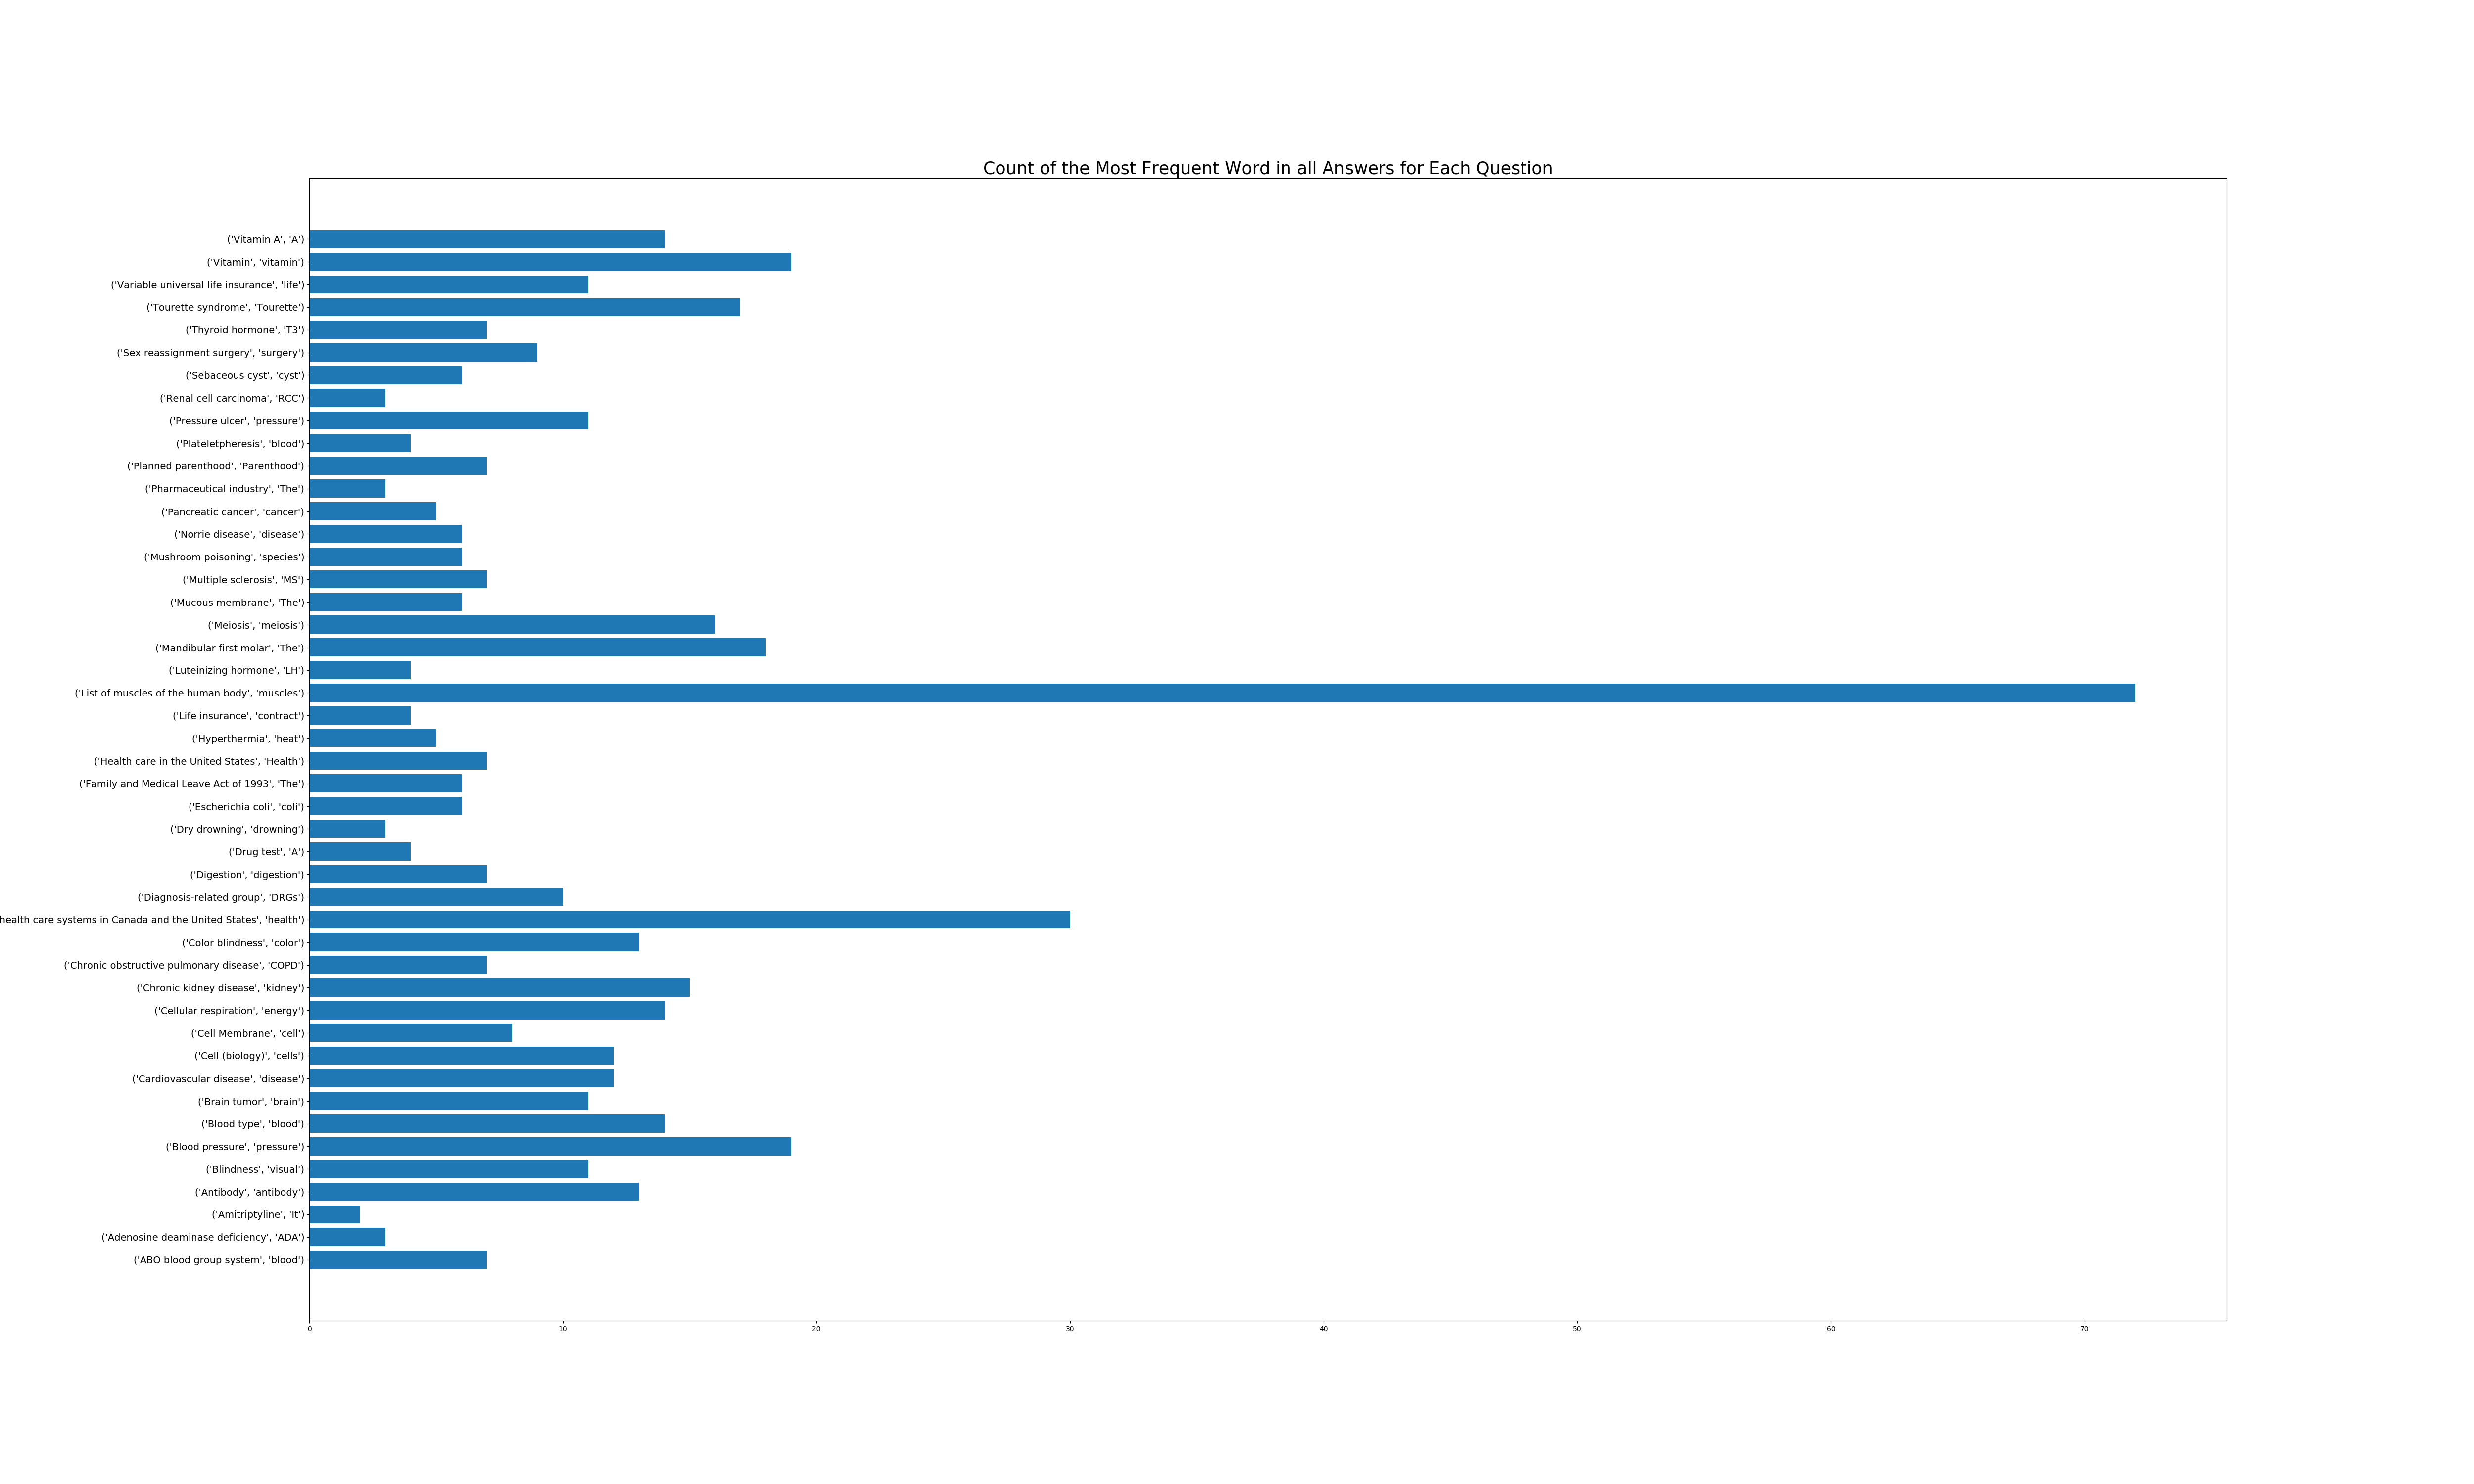 Count of the Most Frequent Word in all Answers for Each Question
('Vitamin A', 'A')
('Vitamin', 'vitamin')
('Variable universal life insurance', 'life')
('Tourette syndrome', 'Tourette')
('Thyroid hormone', 'T3')
('Sex reassignment surgery', 'surgery')
('Sebaceous cyst', 'cyst')
('Renal cell carcinoma', 'RCC')
('Pressure ulcer', 'pressure')
('Plateletpheresis', 'blood')
('Planned parenthood', 'Parenthood')
('Pharmaceutical industry', 'The')
('Pancreatic cancer', 'cancer')
('Norrie disease', 'disease')
('Mushroom poisoning', 'species')
('Multiple sclerosis', 'MS')
('Mucous membrane', 'The')
('Meiosis', 'meiosis')
('Mandibular first molar', 'The')
('Luteinizing hormone', 'LH')
('List of muscles of the human body', 'muscles')
('Life insurance', 'contract')
('Hyperthermia', 'heat')
('Health care in the United States', 'Health')
('Family and Medical Leave Act of 1993', 'The')
('Escherichia coli', 'coli')
('Dry drowning', 'drowning')
('Drug test', 'A')
('Digestion', 'digestion')
('Diagnosis-related group', 'DRGs')
health care systems in Canada and the United States', 'health')
('Color blindness', 'color')
('Chronic obstructive pulmonary disease', 'COPD')
('Chronic kidney disease', 'kidney')
('Cellular respiration', 'energy')
('Cell Membrane', 'cell')
('Cell (biology)', 'cells')
('Cardiovascular disease', 'disease')
('Brain tumor', 'brain')
('Blood type', 'blood')
('Blood pressure', 'pressure')
('Blindness', 'visual')
('Antibody', 'antibody')
('Amitriptyline', 'It')
('Adenosine deaminase deficiency', 'ADA')
('ABO blood group system', 'blood')
0 10 20 30 40 50 60 70